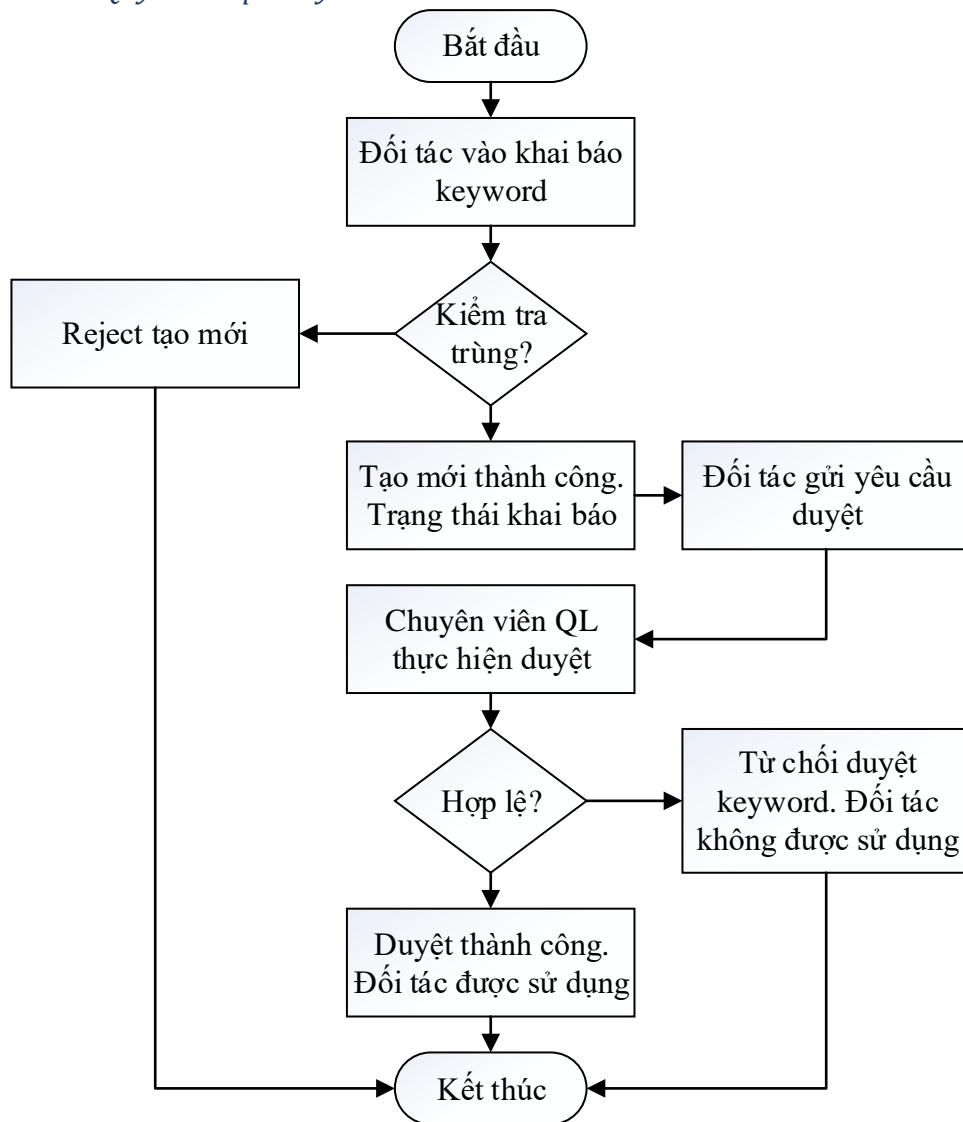 Bắt đầu
Đối tác vào khai báo
keyword
Kiểm tra
trùng?
Reject tạo mới
Tạo mới thành công.
Trạng thái khai báo
Đối tác gửi yêu cầu
duyệt
Chuyên viên QL
thực hiện duyệt
Hợp lệ?
Từ chối duyệt
keyword. Đối tác
không được sử dụng
Duyệt thành công.
Đối tác được sử dụng
Kết thúc